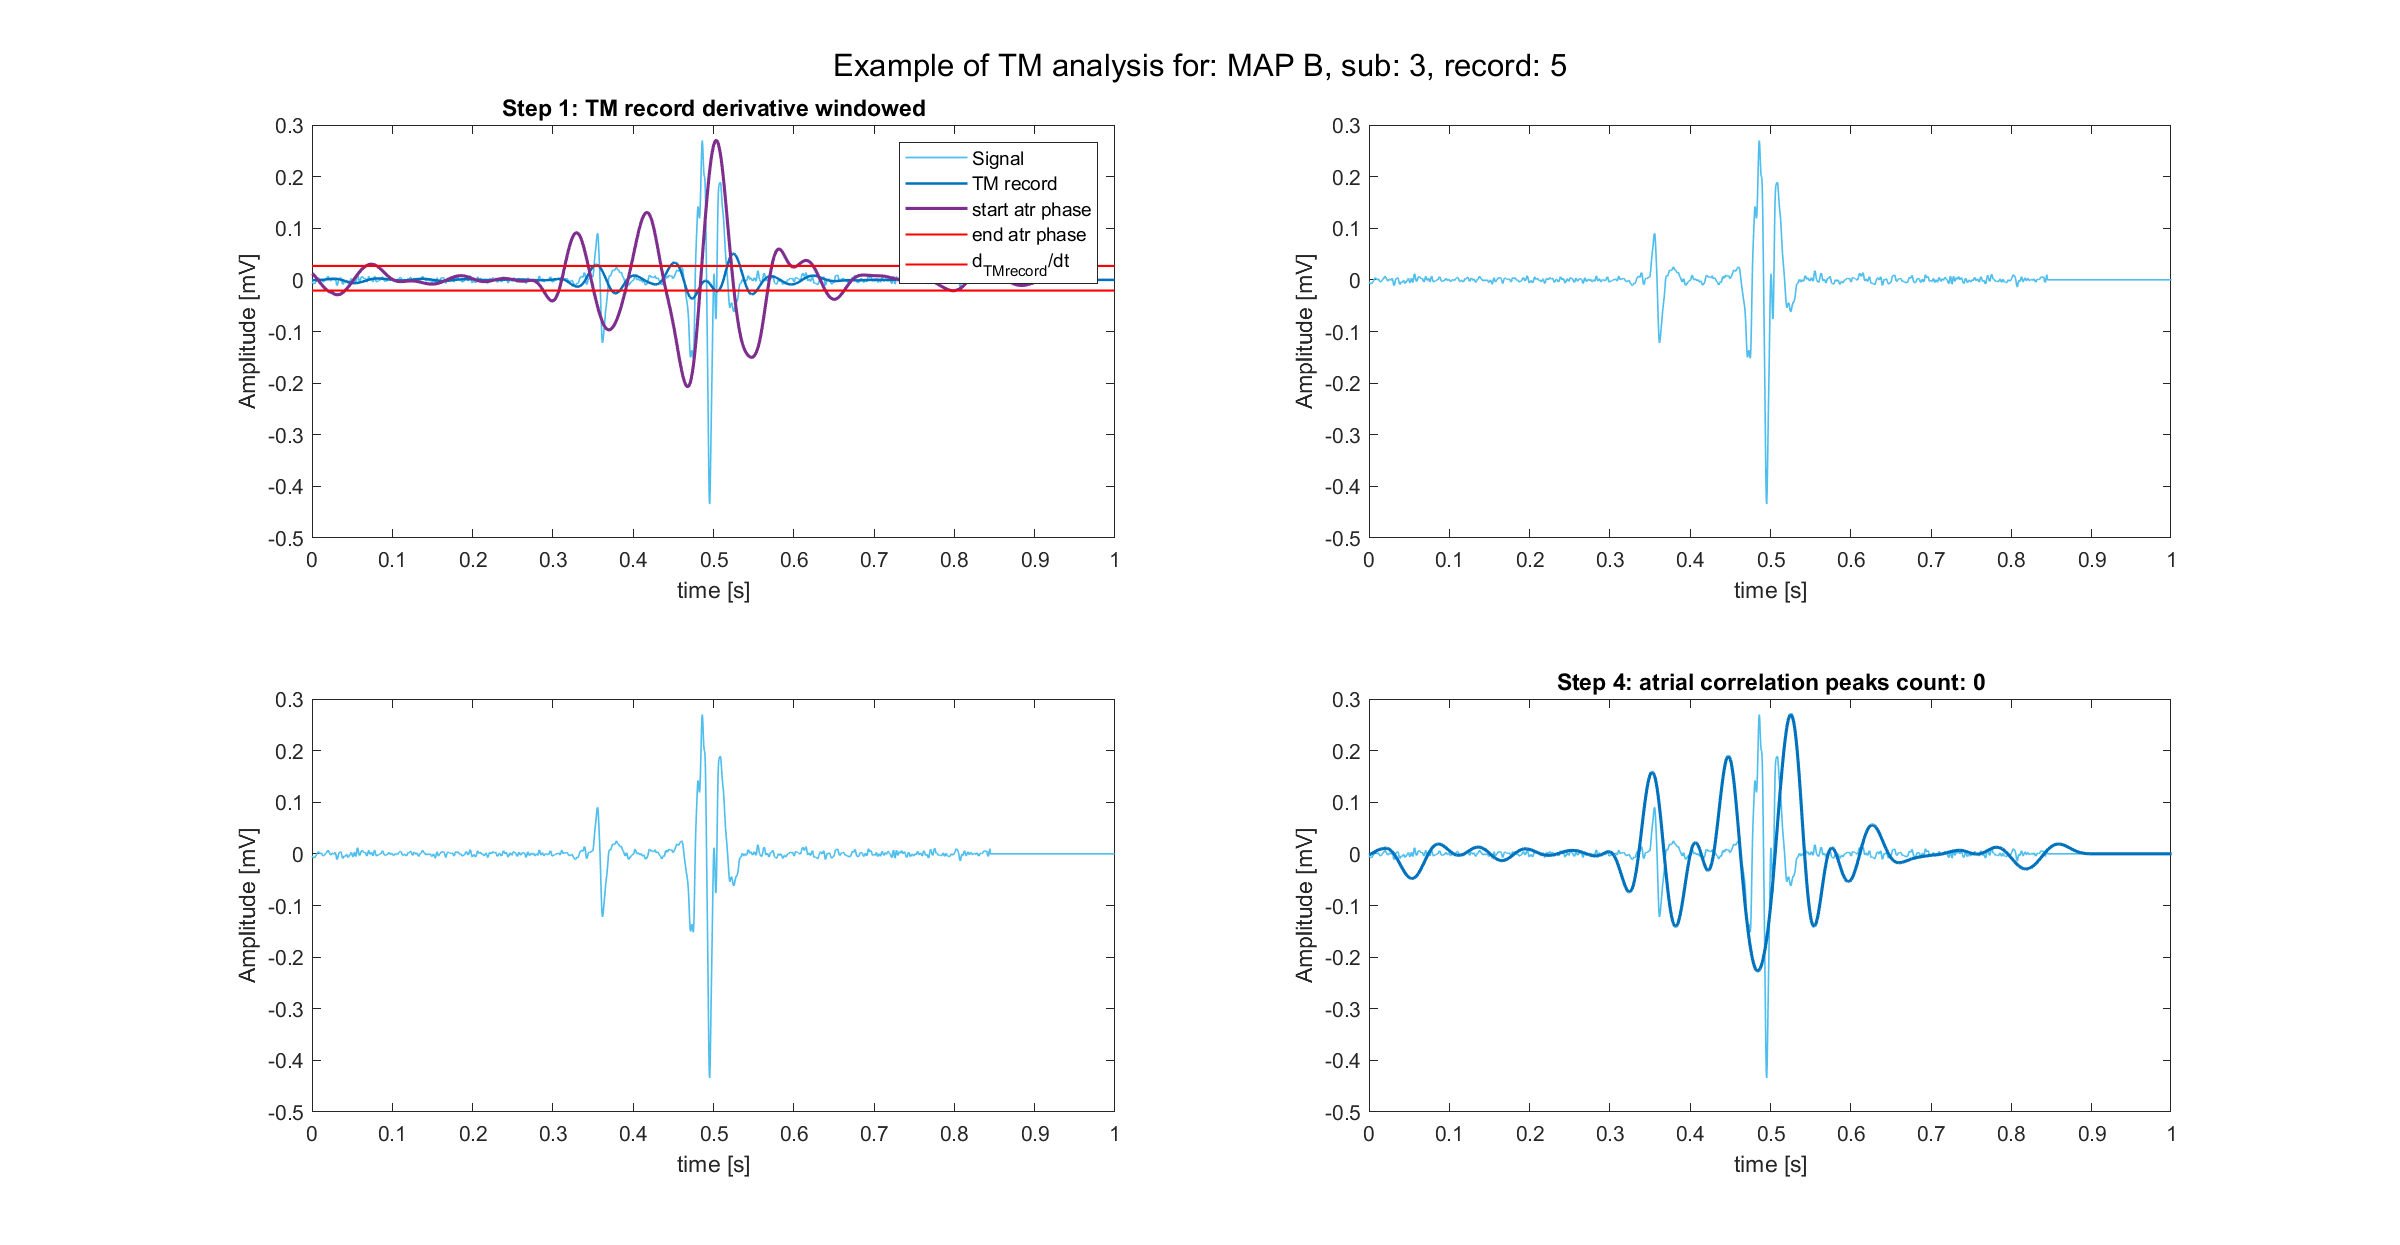 Example of TM analysis for: MAP B, sub: 3, record: 5
Step 1: TM record derivative windowed
0.3
0.2
0.1
0
-0.1
-0.2
-0.3
-0.4
-0.5
Amplitude [mV]
Signal
TM record
start atr phase
end atr phase
d_TMrecord/dt
0 0.1 0.2 0.3 0.4 0.5 0.6 0.7 0.8 0.9 1
time [s]
0.3
0.2
0.1
0
-0.1
-0.2
-0.3
-0.4
-0.5
Amplitude [mV]
0 0.1 0.2 0.3 0.4 0.5 0.6 0.7 0.8 0.9 1
time [s]
0.3
0.2
0.1
0
-0.1
-0.2
-0.3
-0.4
-0.5
Amplitude [mV]
0 0.1 0.2 0.3 0.4 0.5 0.6 0.7 0.8 0.9 1
time [s]
Step 4: atrial correlation peaks count: 0
0.3
0.2
0.1
0
-0.1
-0.2
-0.3
-0.4
-0.5
Amplitude [mV]
0 0.1 0.2 0.3 0.4 0.5 0.6 0.7 0.8 0.9 1
time [s]